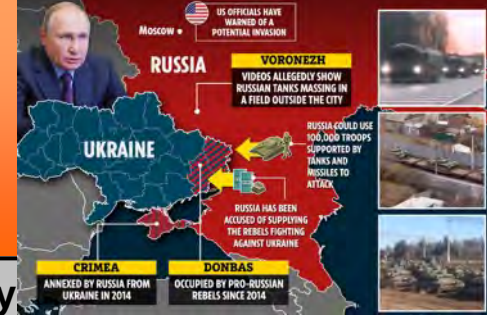 US OFFICIALS HAVE
WARNED OF A
POTENTIAL INVASION
Moscow
RUSSIA
VORONEZH
VIDEOS ALLEGEDLY SHOW
RUSSIAN TANKS MASSING IN
A FIELD OUTSIDE THE CITY
UKRAINE
RUSSIA COULD USE
100,000 TROOPS
SUPPORTED BY
TANKS AND
MISSILES TO
ATTACK
RUSSIA HAS BEEN
ACCUSED OF SUPPLYING
THE REBELS FIGHTING
AGAINST UKRAINE
CRIMEA
ANNEXED BY RUSSIA FROM
UKRAINE IN 2014
DONBAS
OCCUPIED BY PRO-RUSSIAN
REBELS SINCE 2014
y